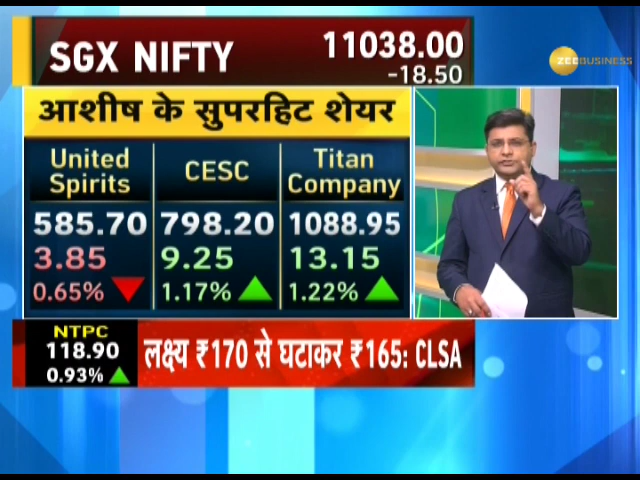 SGX NIFTY
11038.00
-18.50
ZEE BUSINESS
आशीष के सुपरहिट शेयर
United
Spirits
585.70
3.85
0.65%
CESC
798.20
9.25
1.17%
Titan
Company
1088.95
13.15
1.22%
NTPC
118.90
0.93%
लक्ष्य ₹170 से घटाकर ₹165: CLSA